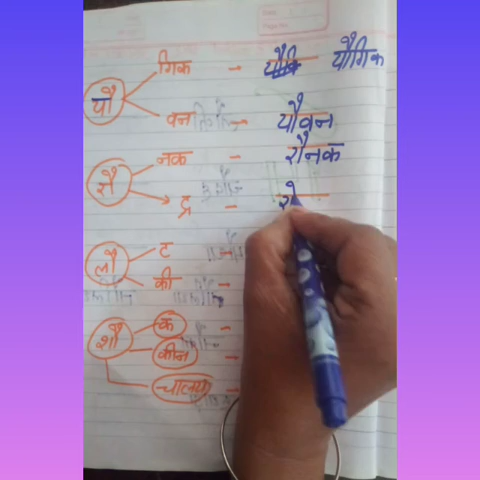 गिक - यौगिक
यौ
वन - यौवन
नक - रौनक
रौ
द्र -
लौ ट -
की -
क -
शौ
कीन -
चालय -